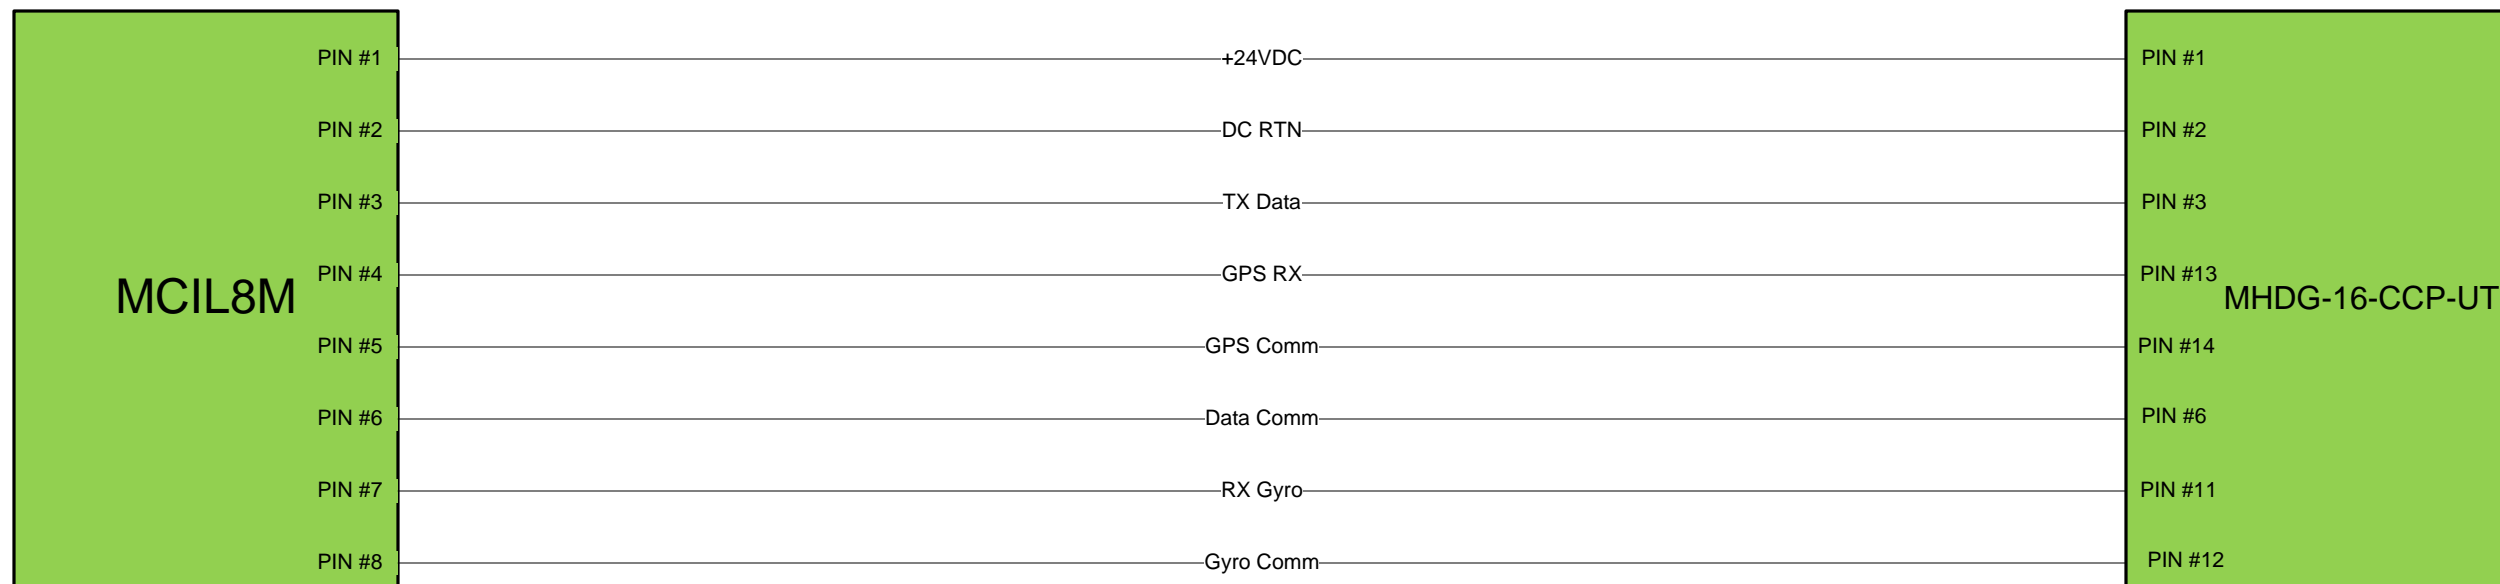 PIN #1 +24VDC PIN #1
PIN #2 DC RTN PIN #2
PIN #3 TX Data PIN #3
PIN #4 GPS RX PIN #13
MCIL8M MHDG-16-CCP-UT
PIN #5 GPS Comm PIN #14
PIN #6 Data Comm PIN #6
PIN #7 RX Gyro PIN #11
PIN #8 Gyro Comm PIN #12